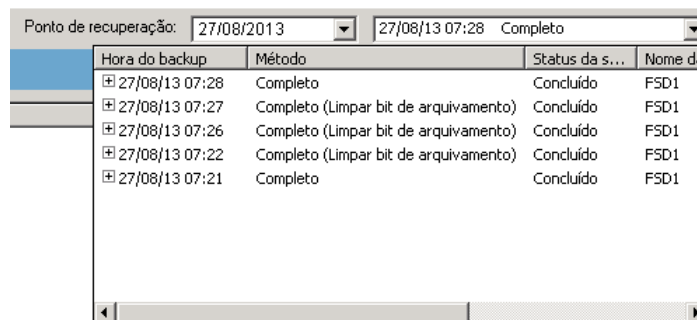 Ponto de recuperação: 27/08/2013 27/08/13 07:28 Completo
Hora do backup Método Status da s... Nome d
27/08/13 07:28 Completo Concluído FSD1
27/08/13 07:27 Completo (Limpar bit de arquivamento) Concluído FSD1
27/08/13 07:26 Completo (Limpar bit de arquivamento) Concluído FSD1
27/08/13 07:22 Completo (Limpar bit de arquivamento) Concluído FSD1
27/08/13 07:21 Completo Concluído FSD1